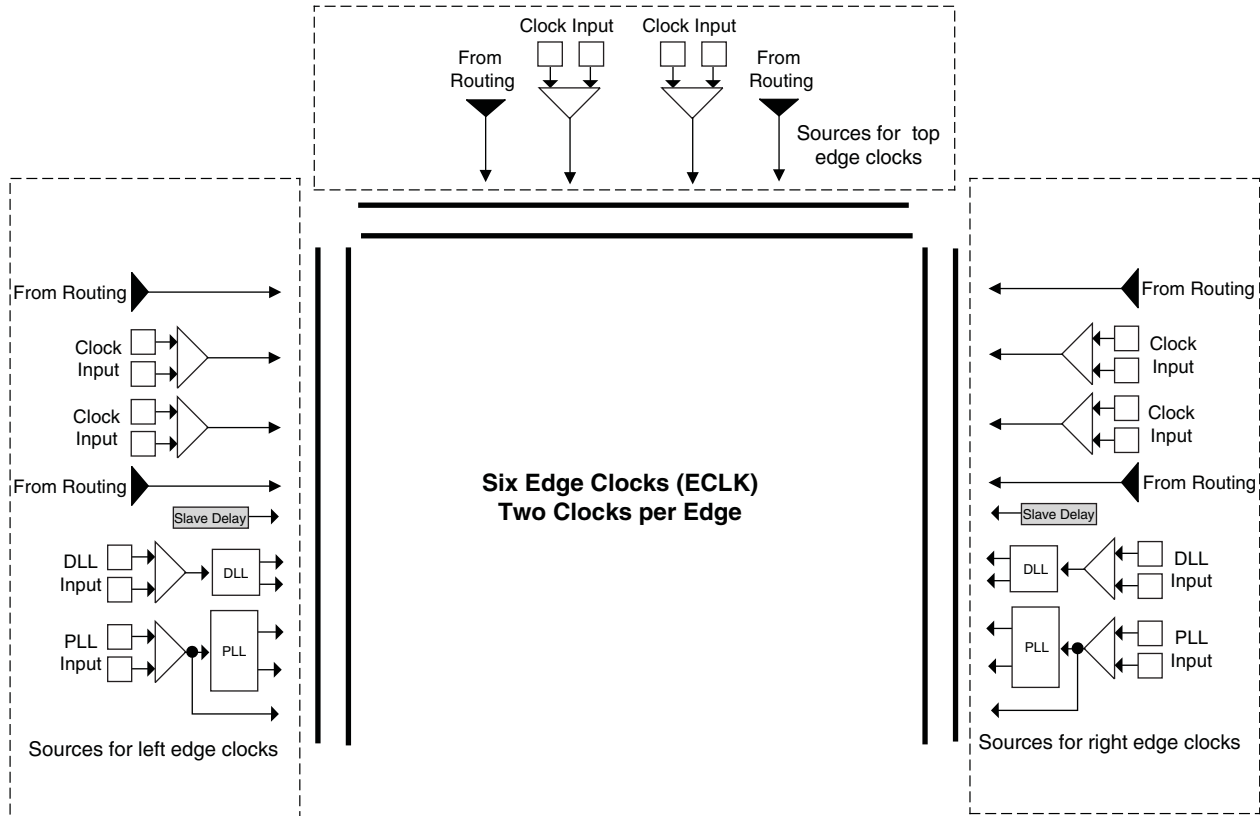 Clock Input
Clock Input
From
Routing
From
Routing
Sources for top
edge clocks
From Routing
Clock
Input
Clock
Input
From Routing
Slave Delay
DLL
Input
DLL
PLL
Input
PLL
Sources for left edge clocks
Six Edge Clocks (ECLK)
Two Clocks per Edge
From Routing
Clock
Input
Clock
Input
From Routing
Slave Delay
DLL
DLL
Input
PLL
PLL
Input
Sources for right edge clocks